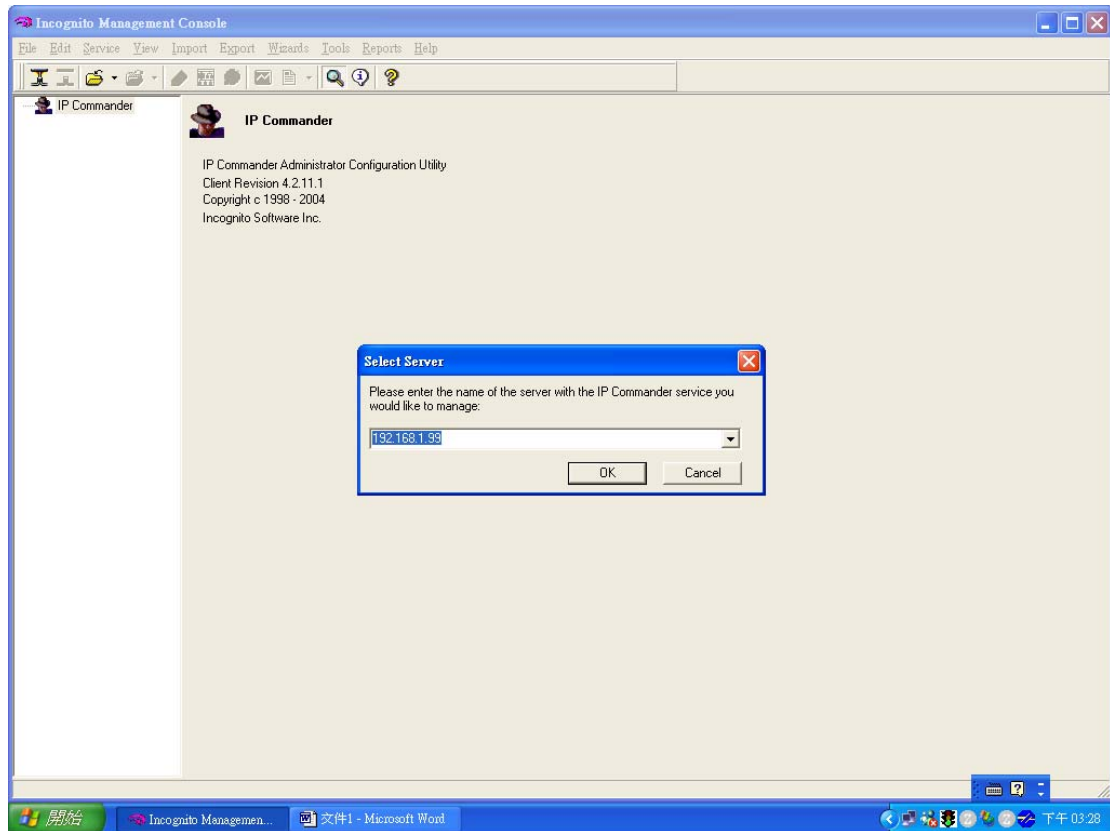 Incognito Management Console
File Edit Service View Import Export Wizards Tools Reports Help
IP Commander
IP Commander
IP Commander Administrator Configuration Utility
Client Revision 4.2.11.1
Copyright c 1998 - 2004
Incognito Software Inc.
Select Server
Please enter the name of the server with the IP Commander service you
would like to manage:
192.168.1.99
OK Cancel
開始 Incognito Managemen... 文件1 - Microsoft Word 下午 03:28